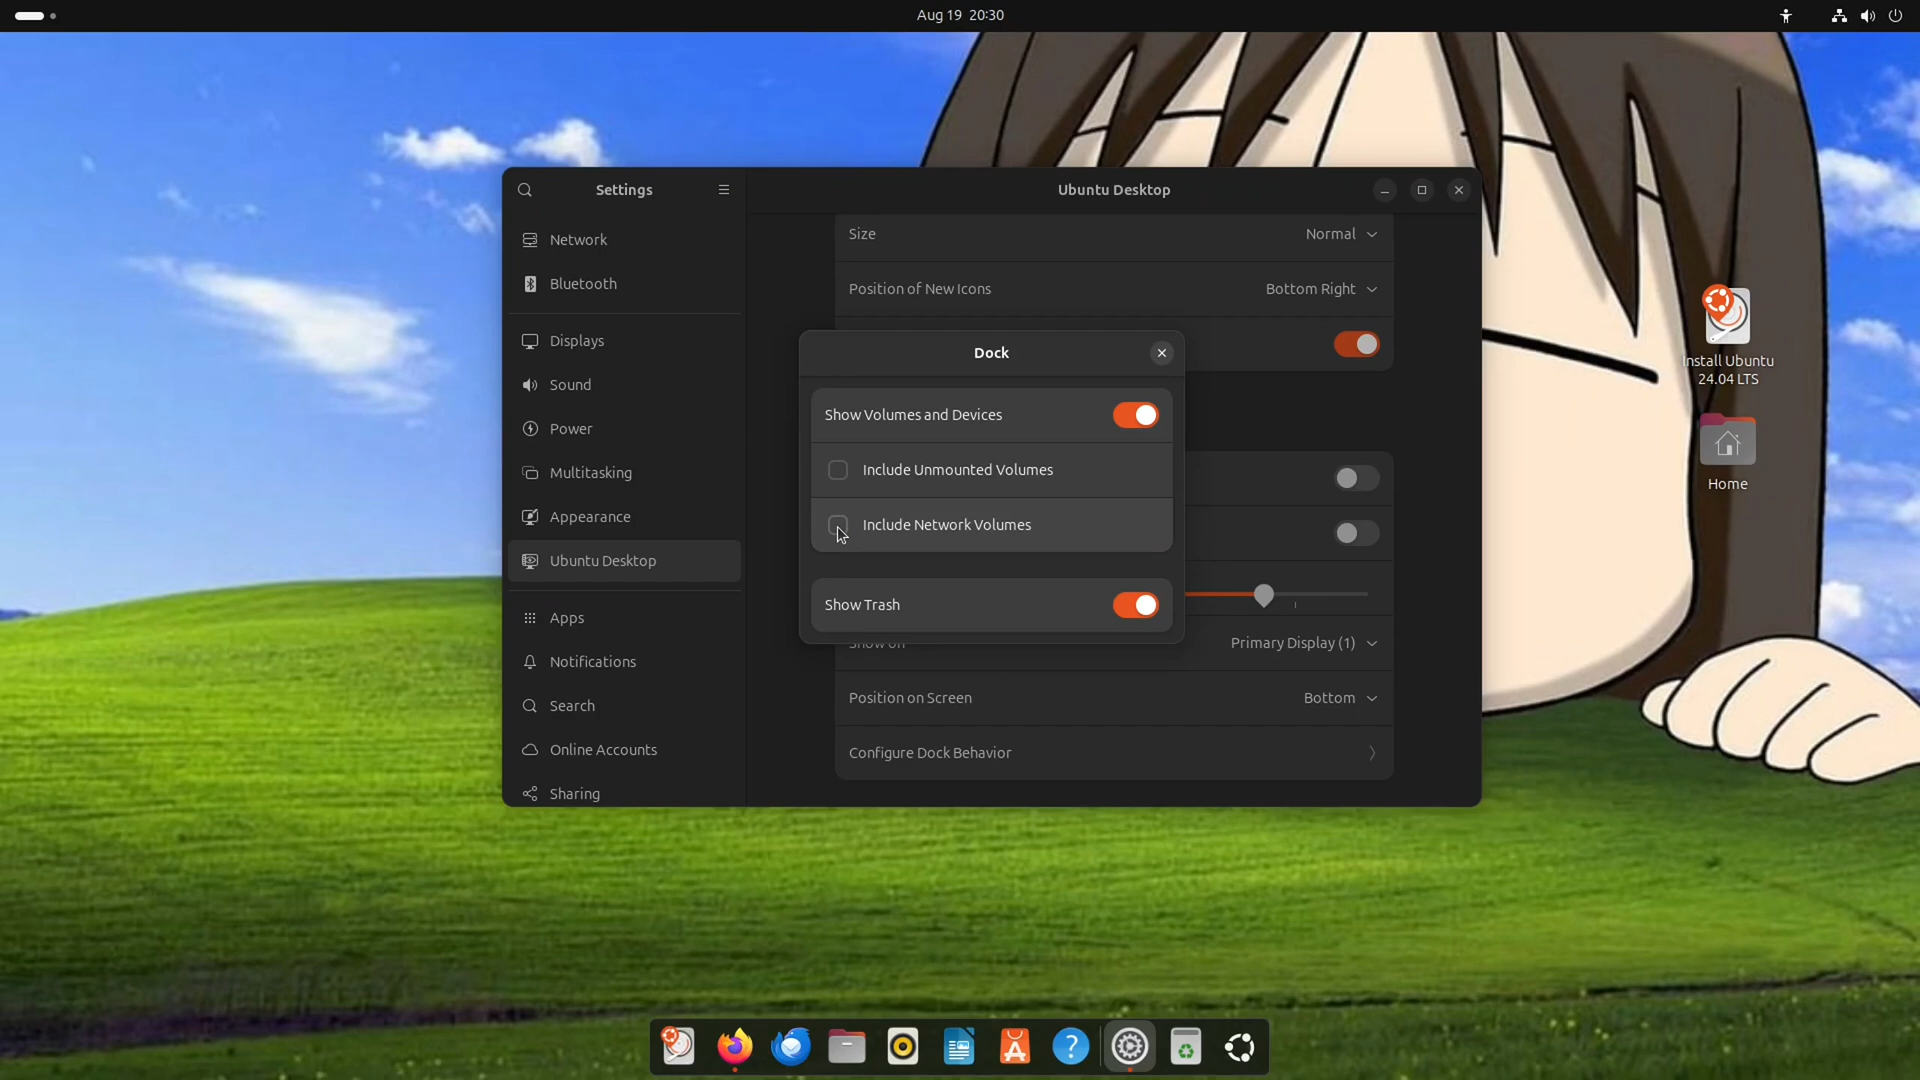 Aug 19 20:30
Settings
Ubuntu Desktop
Network
Bluetooth
Displays
Sound
Power
Multitasking
Appearance
Ubuntu Desktop
Apps
Notifications
Search
Online Accounts
Sharing
Size
Normal
Position of New Icons
Bottom Right
Dock
Show Volumes and Devices
Include Unmounted Volumes
Include Network Volumes
Show Trash
Show on
Primary Display (1)
Position on Screen
Bottom
Configure Dock Behavior
Install Ubuntu
24.04 LTS
Home